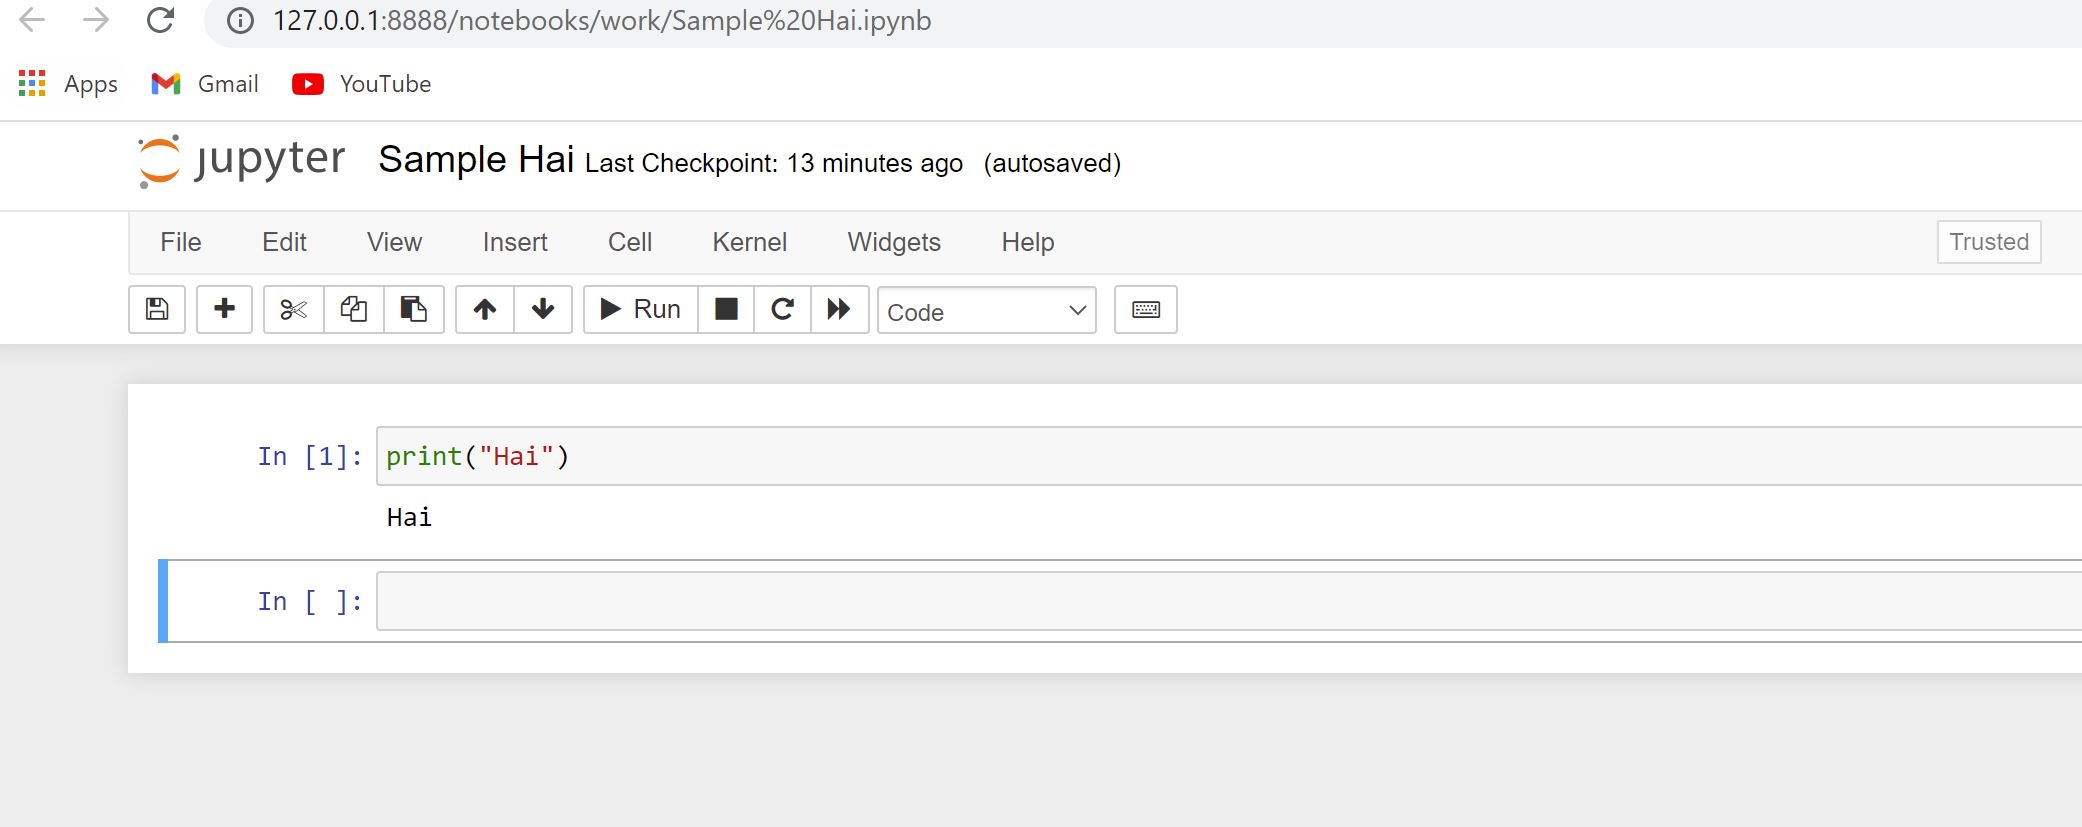 127.0.0.1:8888/notebooks/work/Sample%20Hai.ipynb
Apps Gmail YouTube
jupyter Sample Hai Last Checkpoint: 13 minutes ago (autosaved)
File Edit View Insert Cell Kernel Widgets Help Trusted
Run Code
In [1]: print("Hai")
Hai
In [ ]: